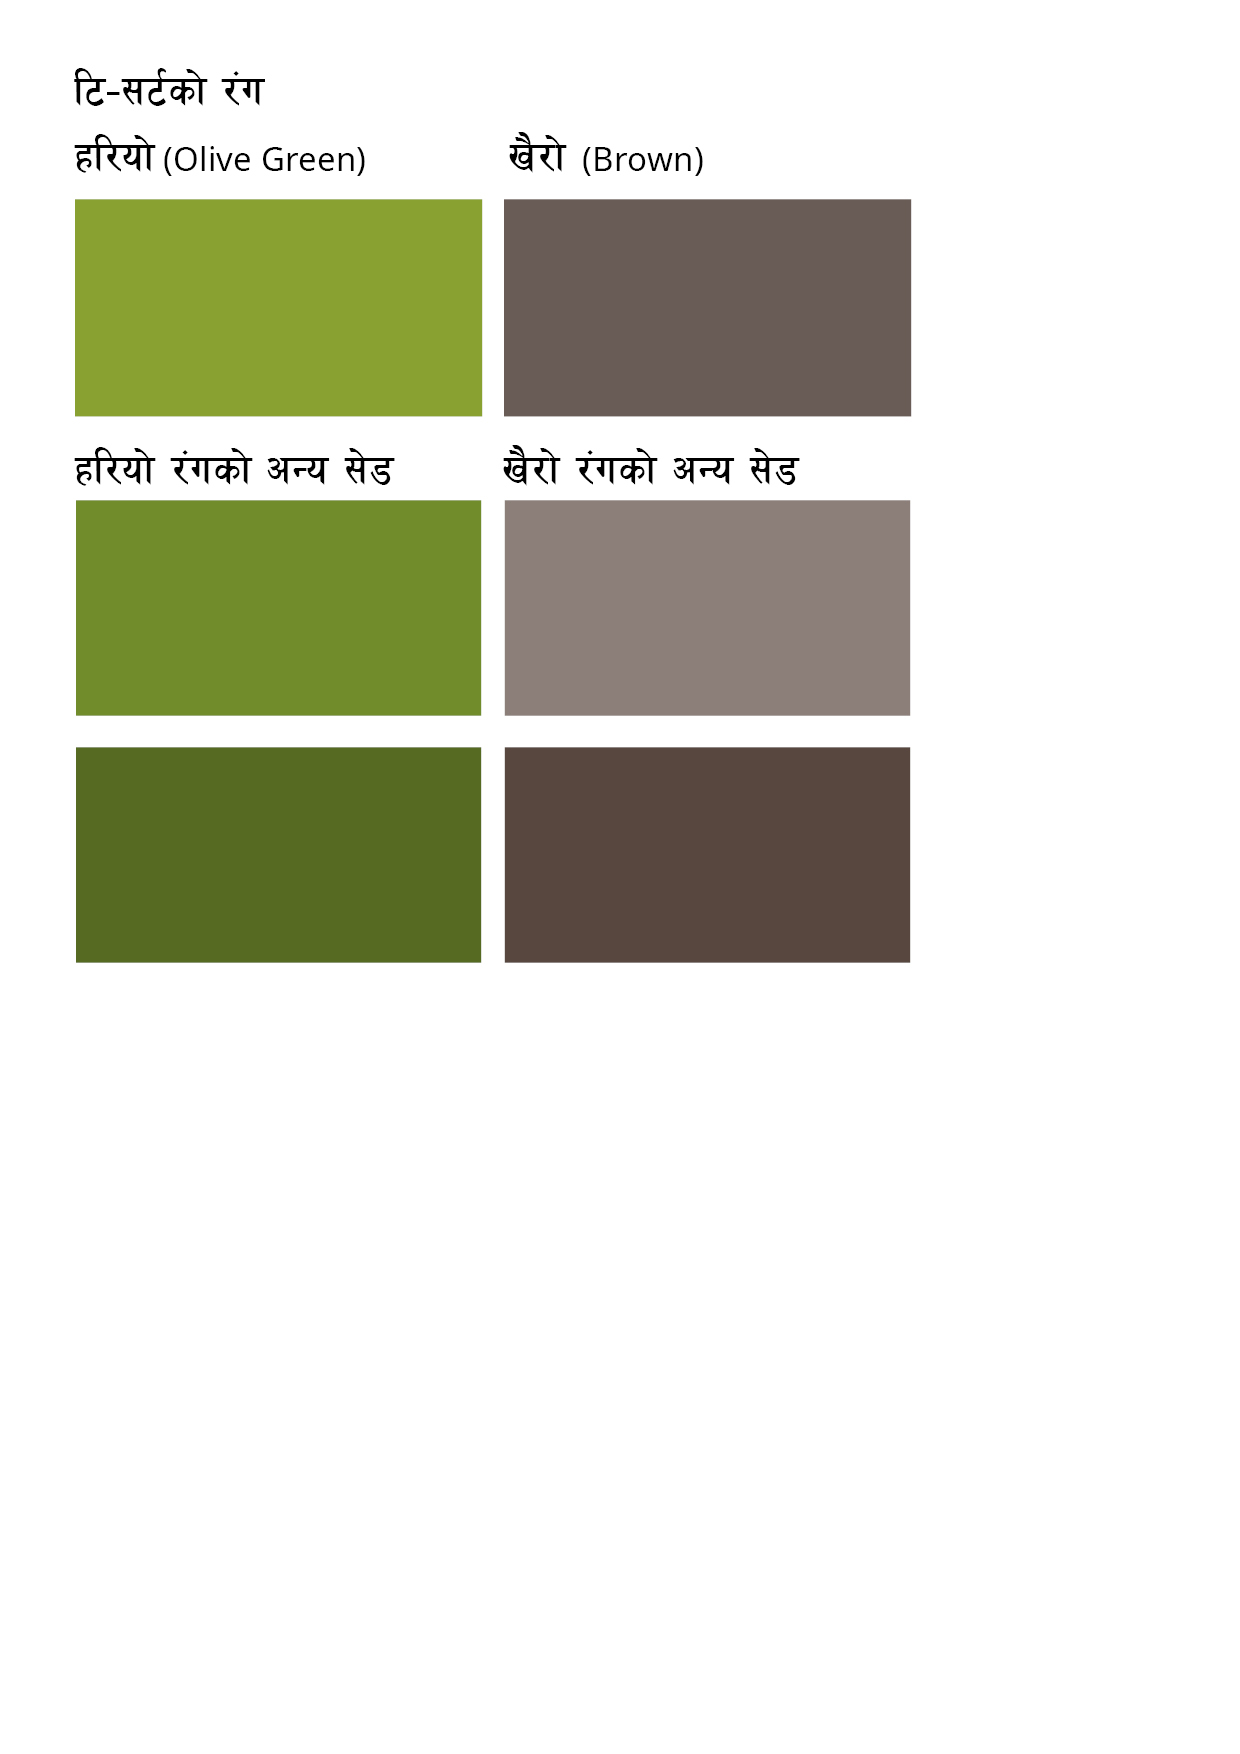 टि-सर्टको रंग
हरियो (Olive Green)
खैरो (Brown)
हरियो रंगको अन्य सेड
खैरो रंगको अन्य सेड